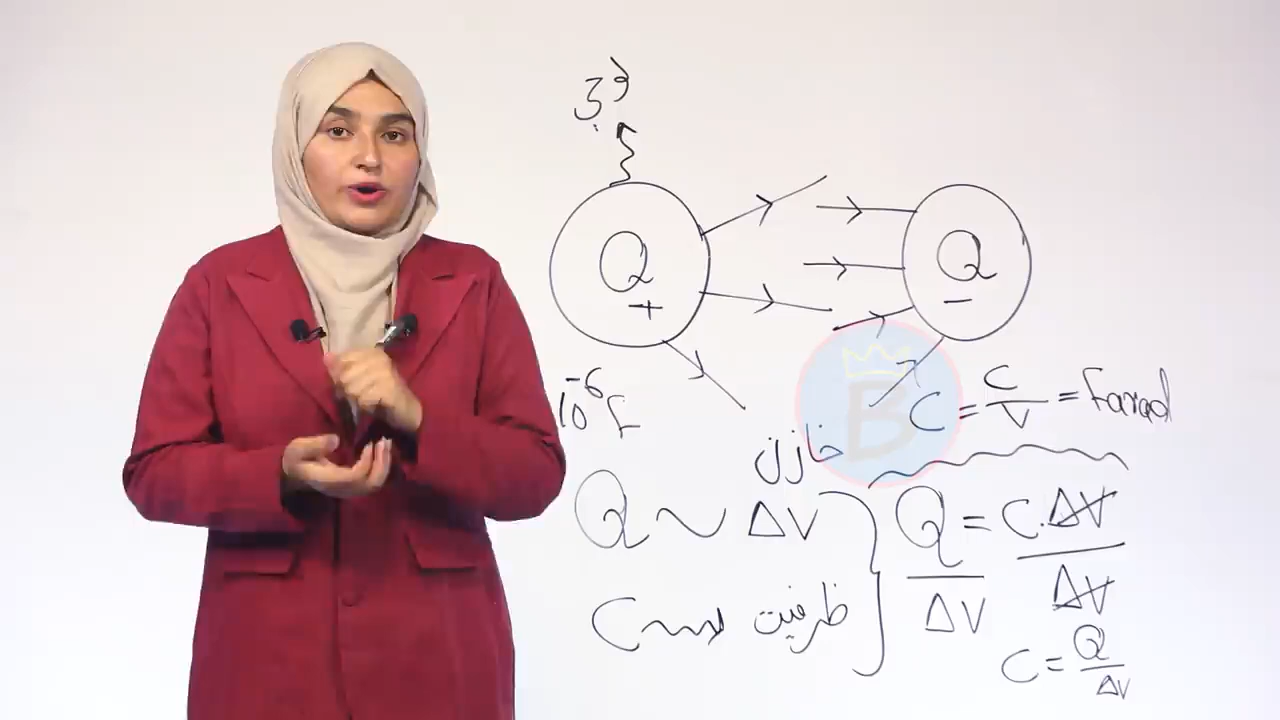 Q Q
+ −
10⁻⁶ f
C = C/V = Farad
خازن
Q ~ ΔV
Q/ΔV = C.ΔV/ΔV
C
ظرفیت
C = Q/ΔV
B